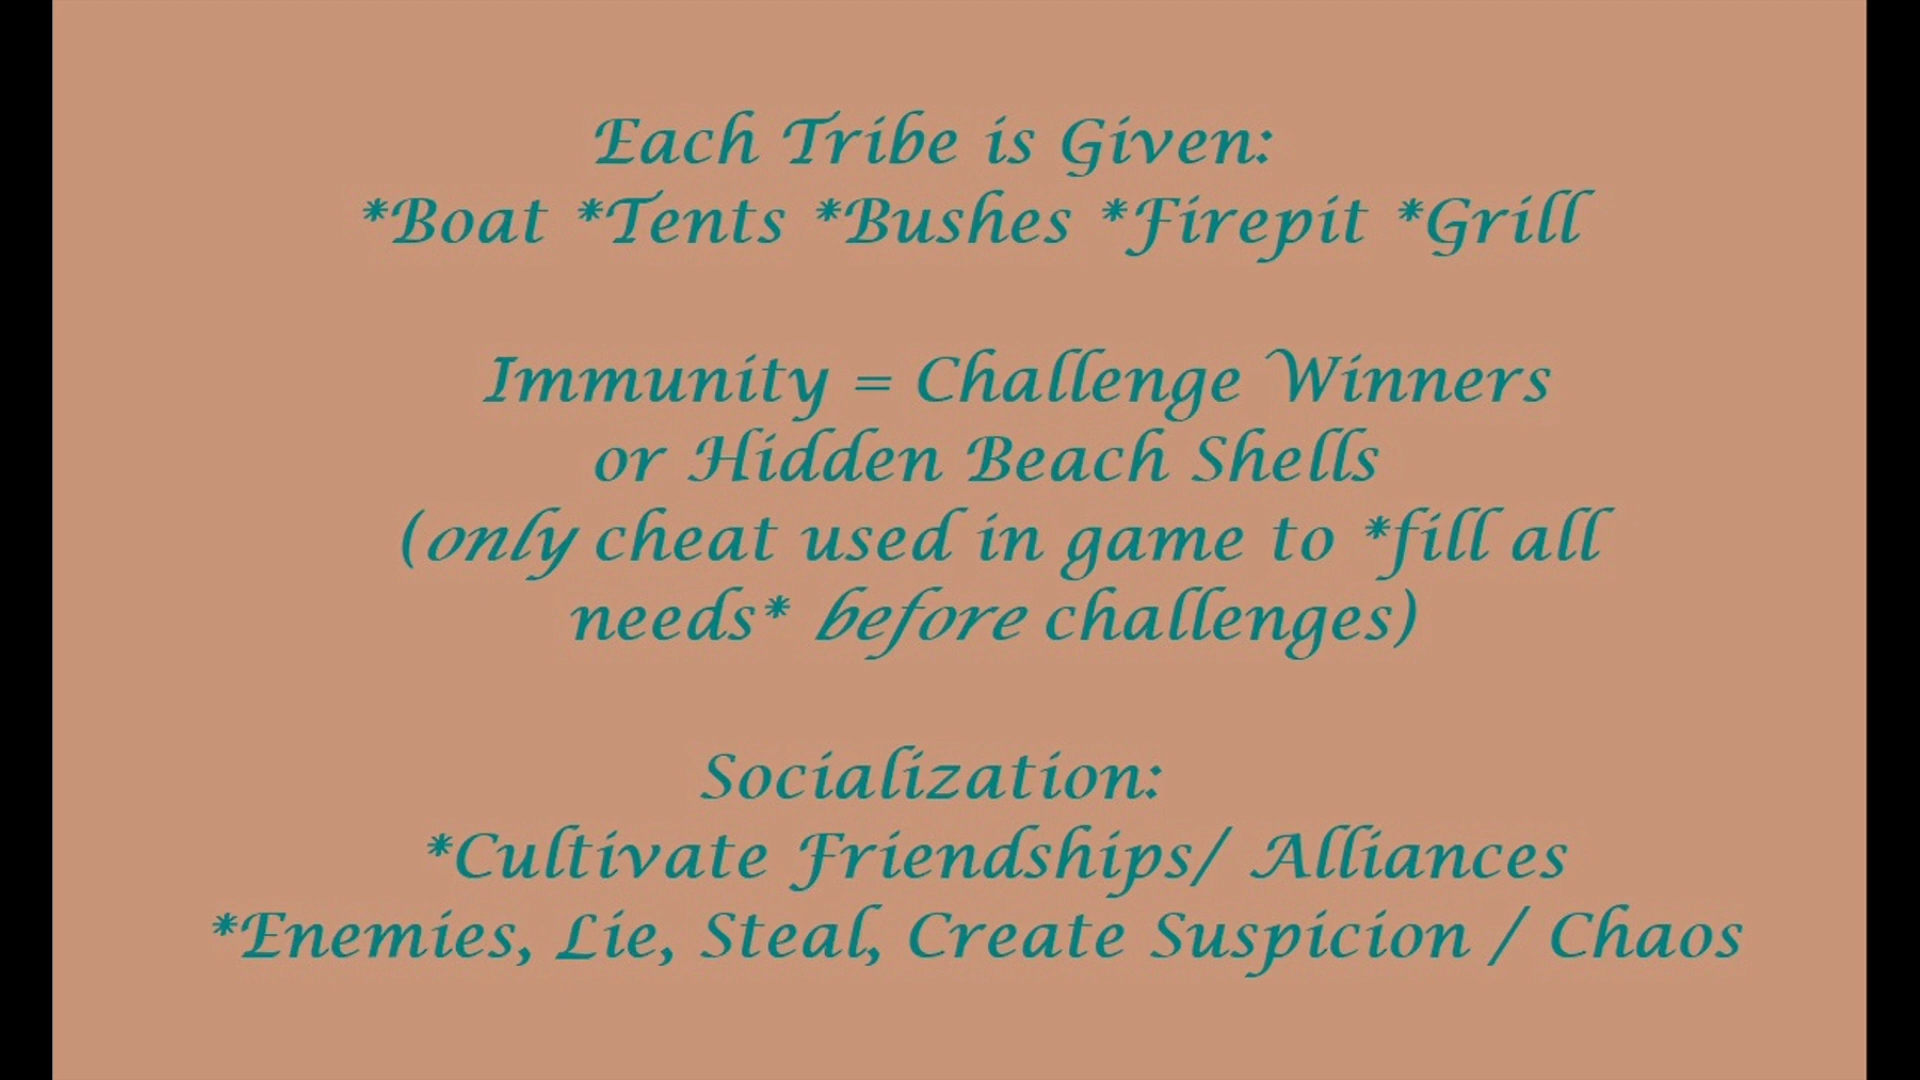 Each Tribe is Given:
*Boat *Tents *Bushes *Firepit *Grill
Immunity = Challenge Winners
or Hidden Beach Shells
(only cheat used in game to *fill all
needs* before challenges)
Socialization:
*Cultivate Friendships/ Alliances
*Enemies, Lie, Steal, Create Suspicion / Chaos